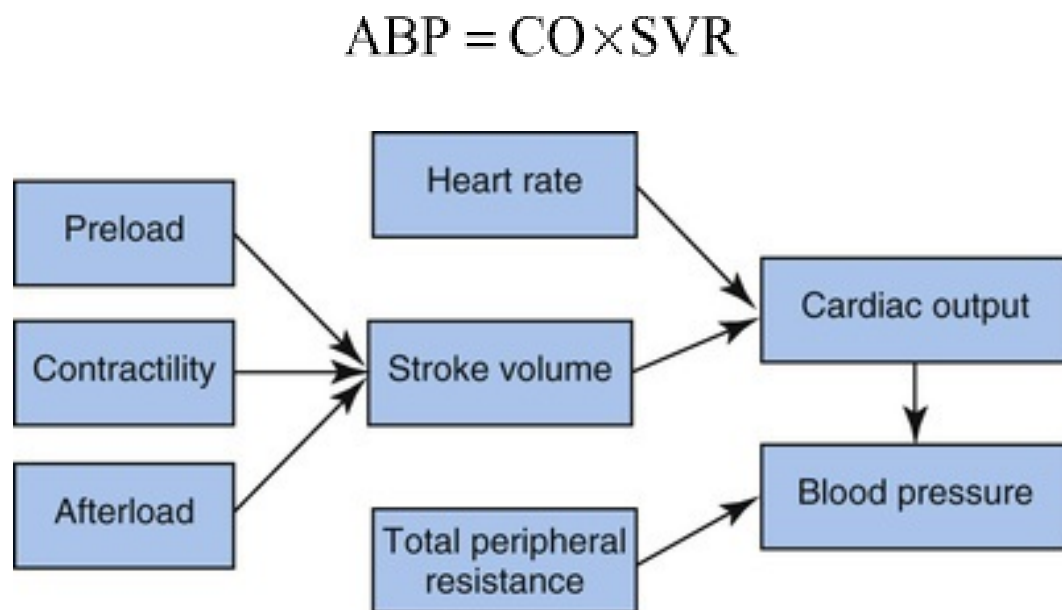 ABP = CO×SVR
Heart rate
Preload
Cardiac output
Contractility
Stroke volume
Blood pressure
Afterload
Total peripheral
resistance